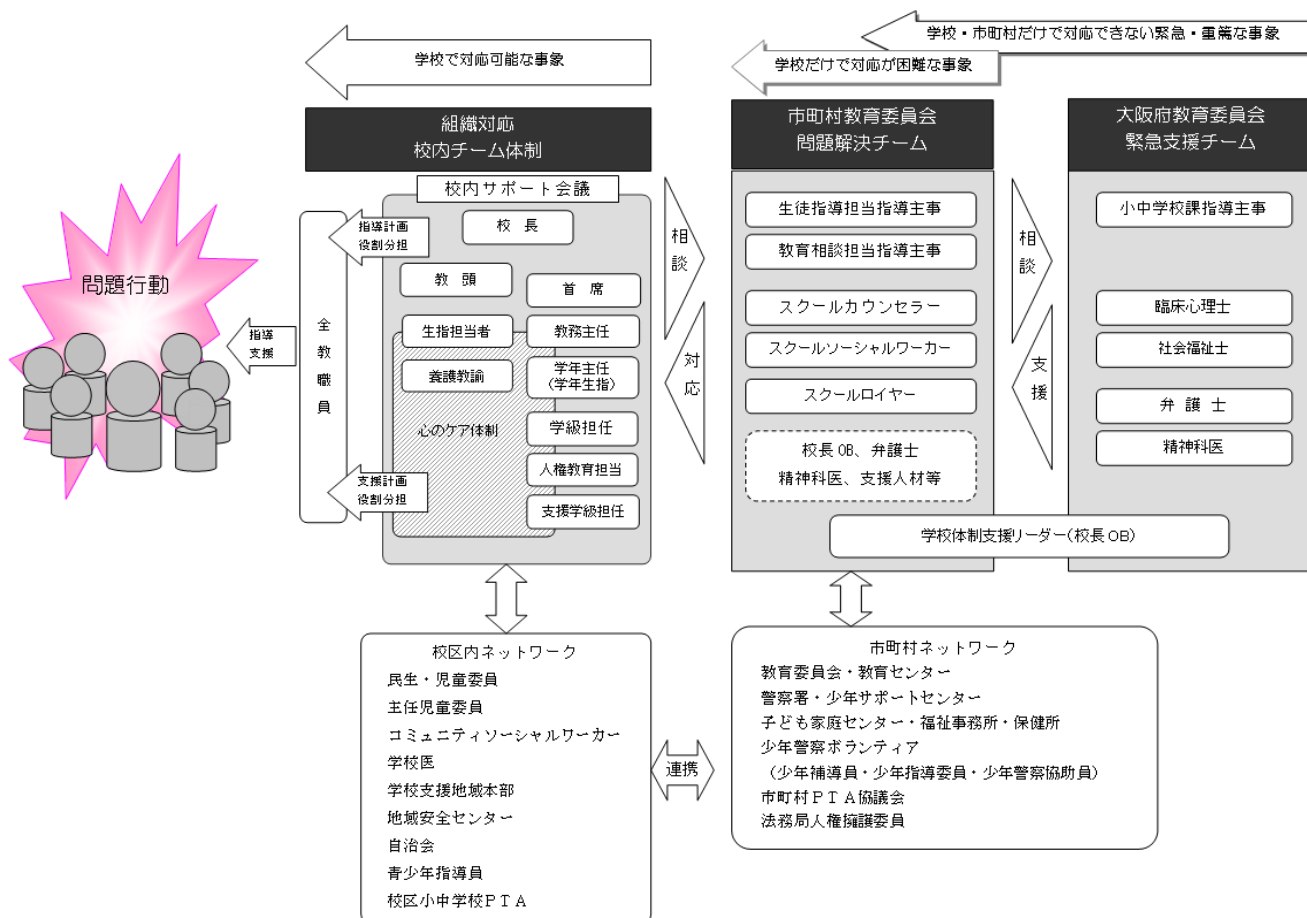 学校・市町村だけで対応できない緊急・重篤な事象
学校で対応可能な事象
学校だけで対応が困難な事象
組織対応
校内チーム体制
市町村教育委員会
問題解決チーム
大阪府教育委員会
緊急支援チーム
問題行動
指導
支援
全教職員
指導計画
役割分担
支援計画
役割分担
校内サポート会議
校 長
教 頭
首 席
生指担当者
教務主任
養護教諭
学年主任
(学年生指)
心のケア体制
学級担任
人権教育担当
支援学級担任
相談
対応
生徒指導担当指導主事
教育相談担当指導主事
スクールカウンセラー
スクールソーシャルワーカー
スクールロイヤー
校長OB、弁護士
精神科医、支援人材等
相談
支援
小中学校課指導主事
臨床心理士
社会福祉士
弁 護 士
精神科医
学校体制支援リーダー(校長OB)
校区内ネットワーク
民生・児童委員
主任児童委員
コミュニティソーシャルワーカー
学校医
学校支援地域本部
地域安全センター
自治会
青少年指導員
校区小中学校PTA
連携
市町村ネットワーク
教育委員会・教育センター
警察署・少年サポートセンター
子ども家庭センター・福祉事務所・保健所
少年警察ボランティア
(少年補導員・少年指導委員・少年警察協助員)
市町村PTA協議会
法務局人権擁護委員